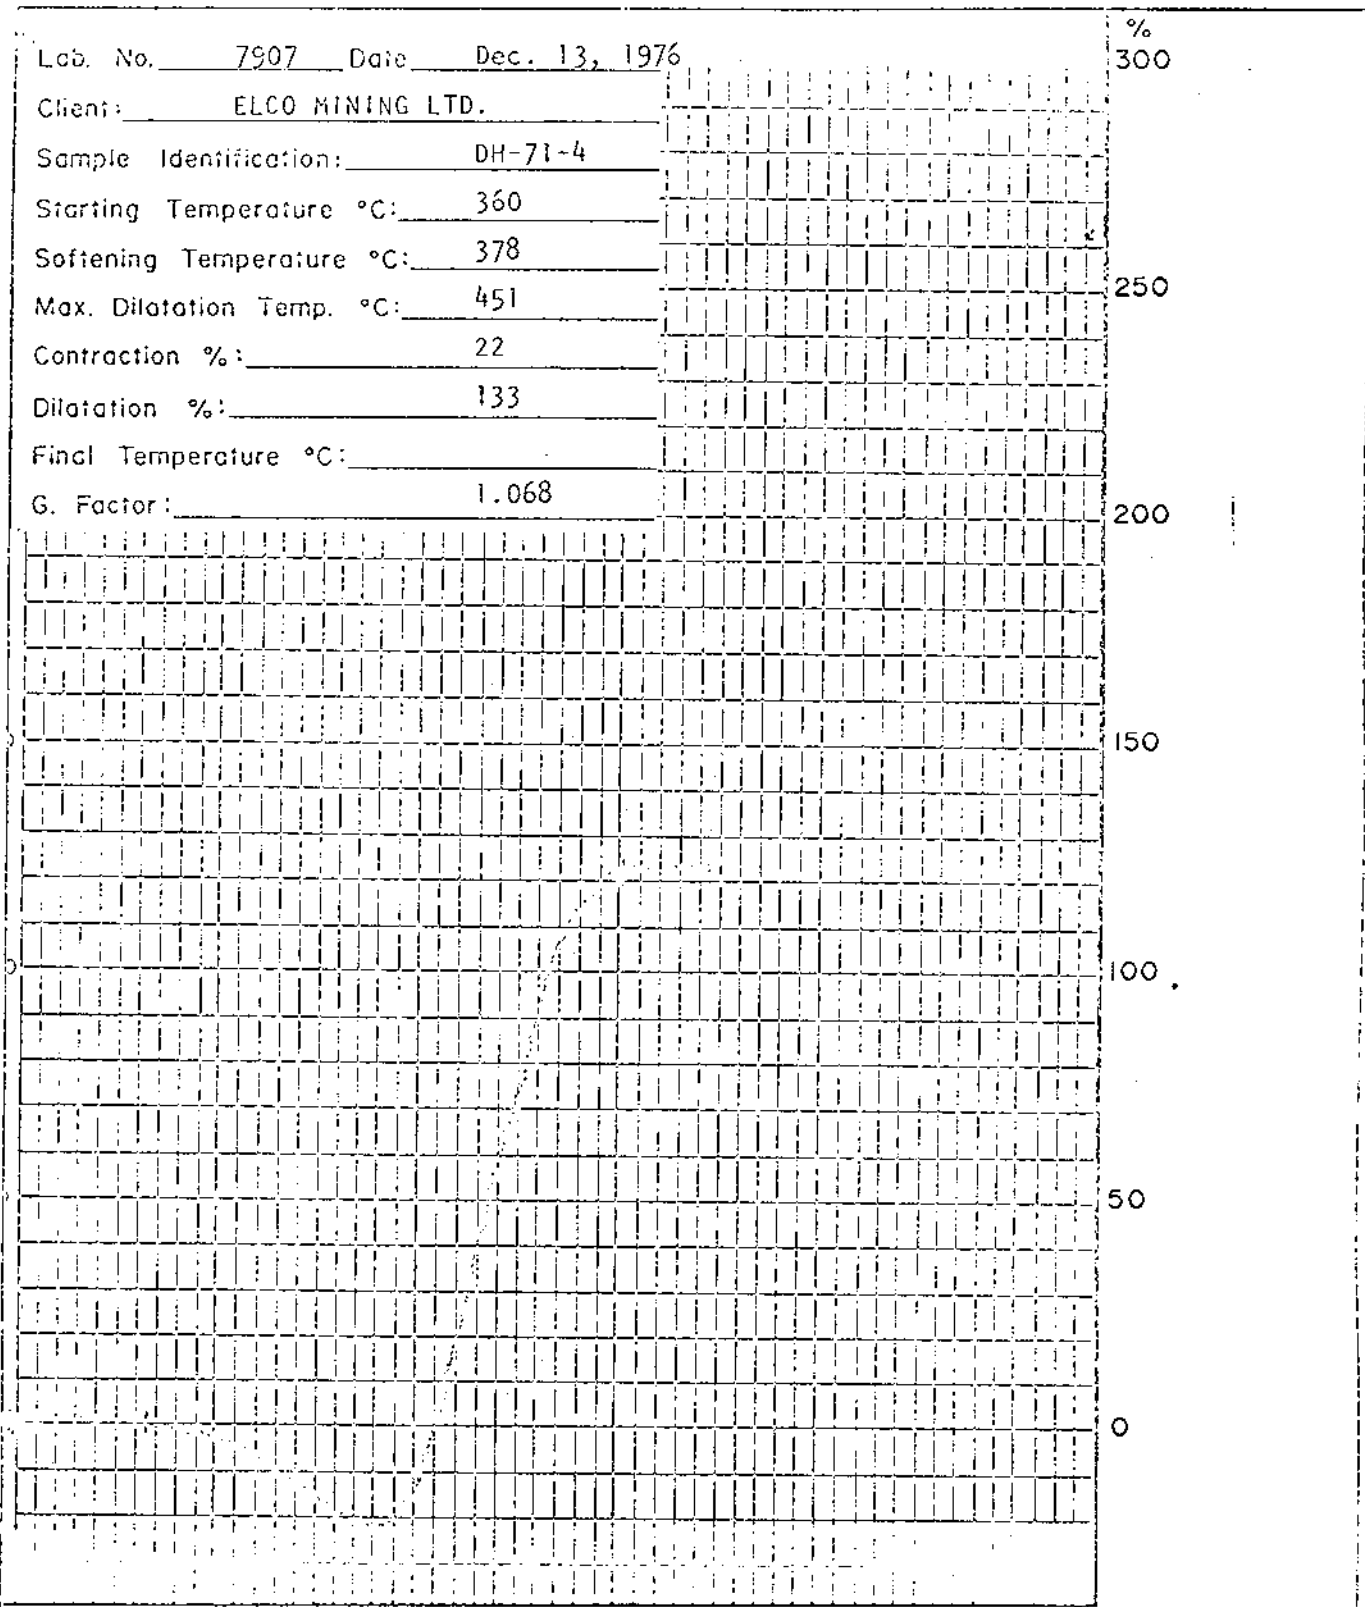 Lab. No. 7907 Date Dec. 13, 1976
Client: ELCO MINING LTD.
Sample Identification: DH-71-4
Starting Temperature °C: 360
Softening Temperature °C: 378
Max. Dilatation Temp. °C: 451
Contraction %: 22
Dilatation %: 133
Final Temperature °C:
G. Factor: 1.068
%
300
250
200
150
100
50
0